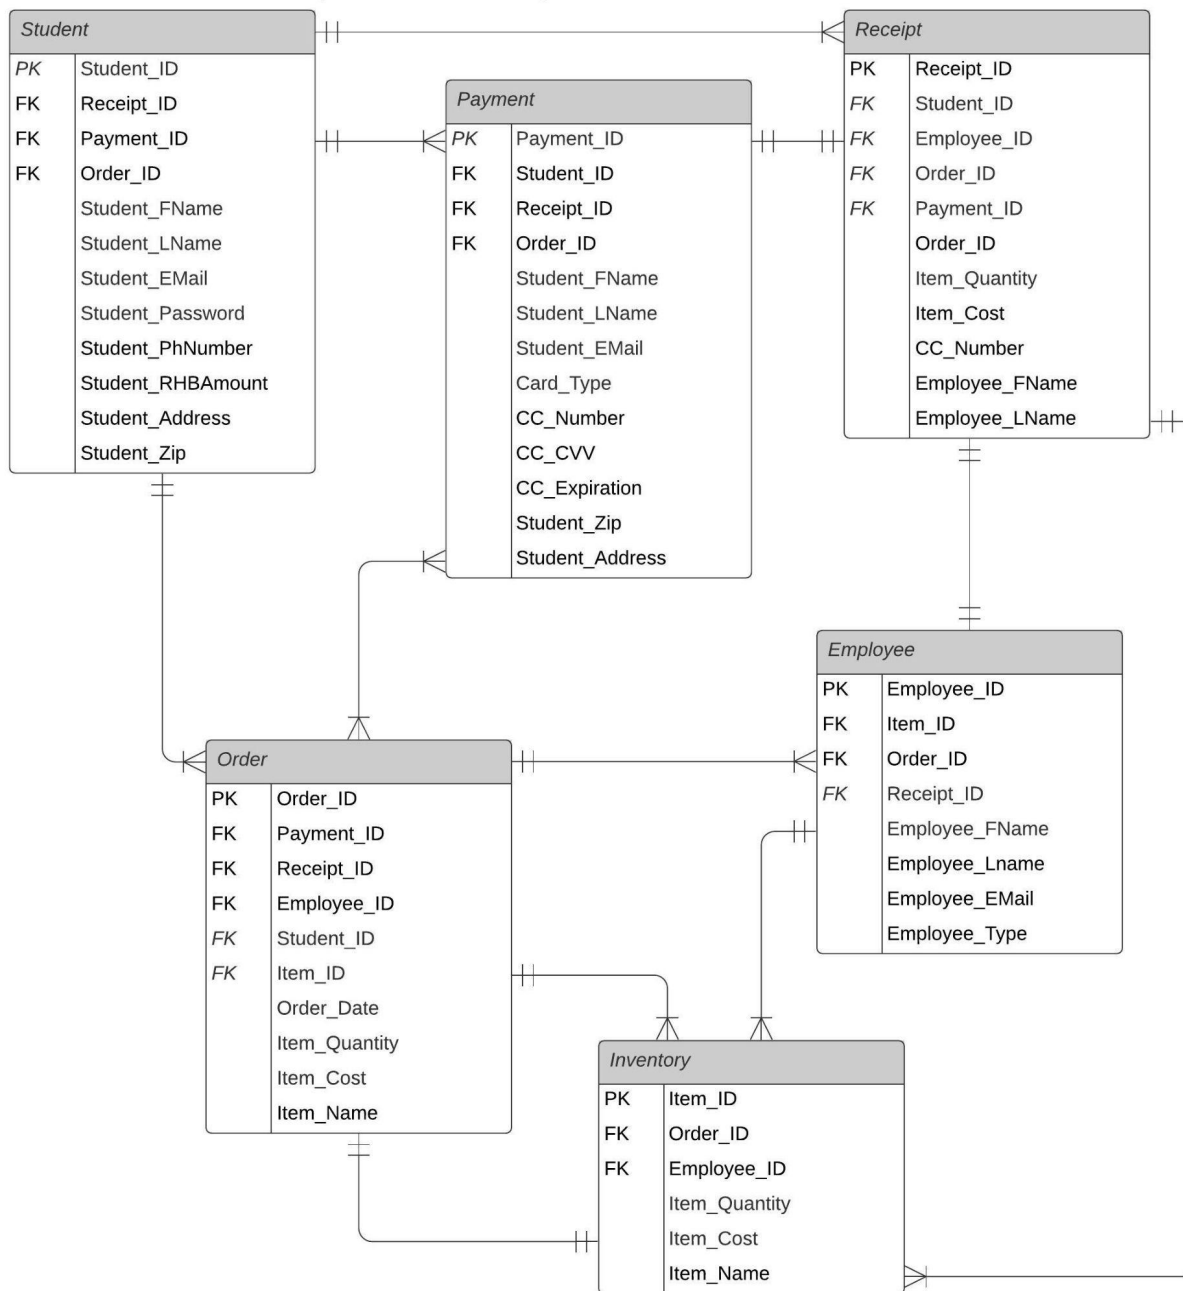 Student
PK Student_ID
FK Receipt_ID
FK Payment_ID
FK Order_ID
Student_FName
Student_LName
Student_EMail
Student_Password
Student_PhNumber
Student_RHBAmount
Student_Address
Student_Zip
Payment
PK Payment_ID
FK Student_ID
FK Receipt_ID
FK Order_ID
Student_FName
Student_LName
Student_EMail
Card_Type
CC_Number
CC_CVV
CC_Expiration
Student_Zip
Student_Address
Receipt
PK Receipt_ID
FK Student_ID
FK Employee_ID
FK Order_ID
FK Payment_ID
Order_ID
Item_Quantity
Item_Cost
CC_Number
Employee_FName
Employee_LName
Employee
PK Employee_ID
FK Item_ID
FK Order_ID
FK Receipt_ID
Employee_FName
Employee_Lname
Employee_EMail
Employee_Type
Order
PK Order_ID
FK Payment_ID
FK Receipt_ID
FK Employee_ID
FK Student_ID
FK Item_ID
Order_Date
Item_Quantity
Item_Cost
Item_Name
Inventory
PK Item_ID
FK Order_ID
FK Employee_ID
Item_Quantity
Item_Cost
Item_Name